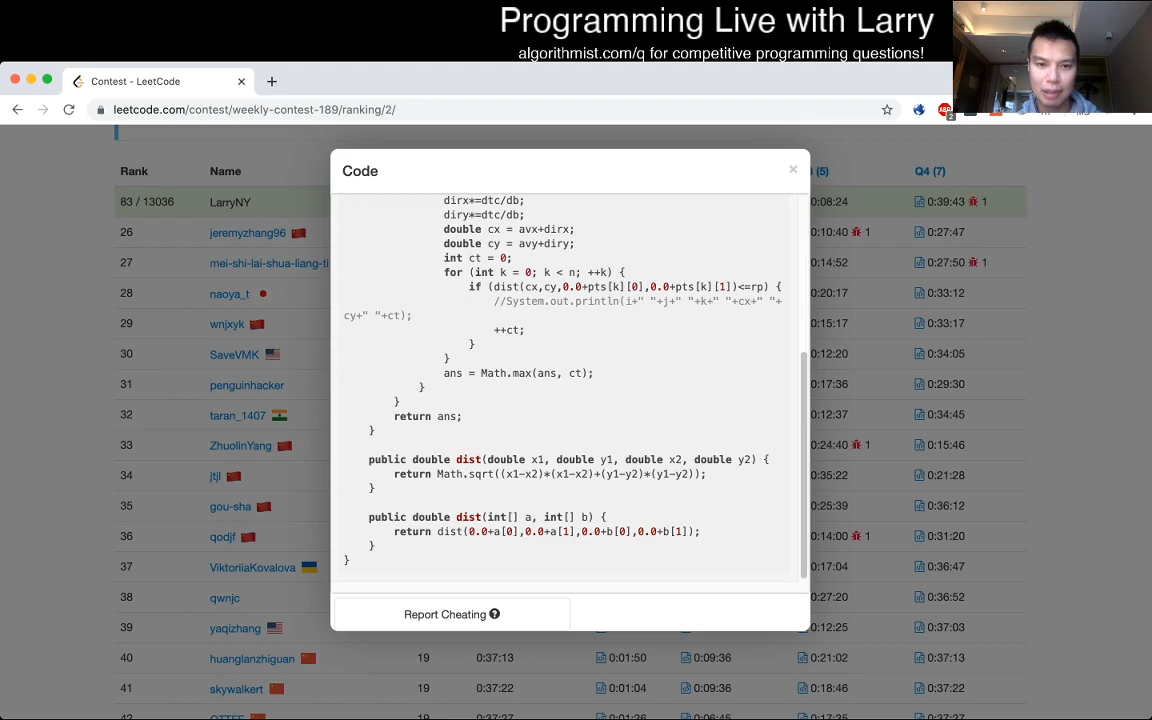 Programming Live with Larry
algorithmist.com/q for competitive programming questions!
Contest - LeetCode
leetcode.com/contest/weekly-contest-189/ranking/2/
Code
dirx*=dtc/db;
diry*=dtc/db;
double cx = avx+dirx;
double cy = avy+diry;
int ct = 0;
for (int k = 0; k < n; ++k) {
if (dist(cx,cy,0.0+pts[k][0],0.0+pts[k][1])<=rp) {
//System.out.println(i+" "+j+" "+k+" "+cx+" "+
cy+" "+ct);
++ct;
}
}
ans = Math.max(ans, ct);
}
}
return ans;
}
public double dist(double x1, double y1, double x2, double y2) {
return Math.sqrt((x1-x2)*(x1-x2)+(y1-y2)*(y1-y2));
}
public double dist(int[] a, int[] b) {
return dist(0.0+a[0],0.0+a[1],0.0+b[0],0.0+b[1]);
}
}
Report Cheating
Rank Name (5) Q4 (7)
83 / 13036 LarryNY 0:08:24 0:39:43 1
26 jeremyzhang96 0:10:40 1 0:27:47
27 mei-shi-lai-shua-liang-ti 0:14:52 0:27:50 1
28 naoya_t 0:20:17 0:33:12
29 wnjxyk 0:15:17 0:33:17
30 SaveVMK 0:12:20 0:34:05
31 penguinhacker 0:17:36 0:29:30
32 taran_1407 0:12:37 0:34:45
33 ZhuolinYang 0:24:40 1 0:15:46
34 jtjl 0:35:22 0:21:28
35 gou-sha 0:25:39 0:36:12
36 qodjf 0:14:00 1 0:31:20
37 ViktoriiaKovalova 0:17:04 0:36:47
38 qwnjc 0:27:20 0:36:52
39 yaqizhang 0:12:25 0:37:03
40 huanglanzhiguan 19 0:37:13 0:01:50 0:09:36 0:21:02 0:37:13
41 skywalkert 19 0:37:22 0:01:04 0:09:36 0:18:46 0:37:22